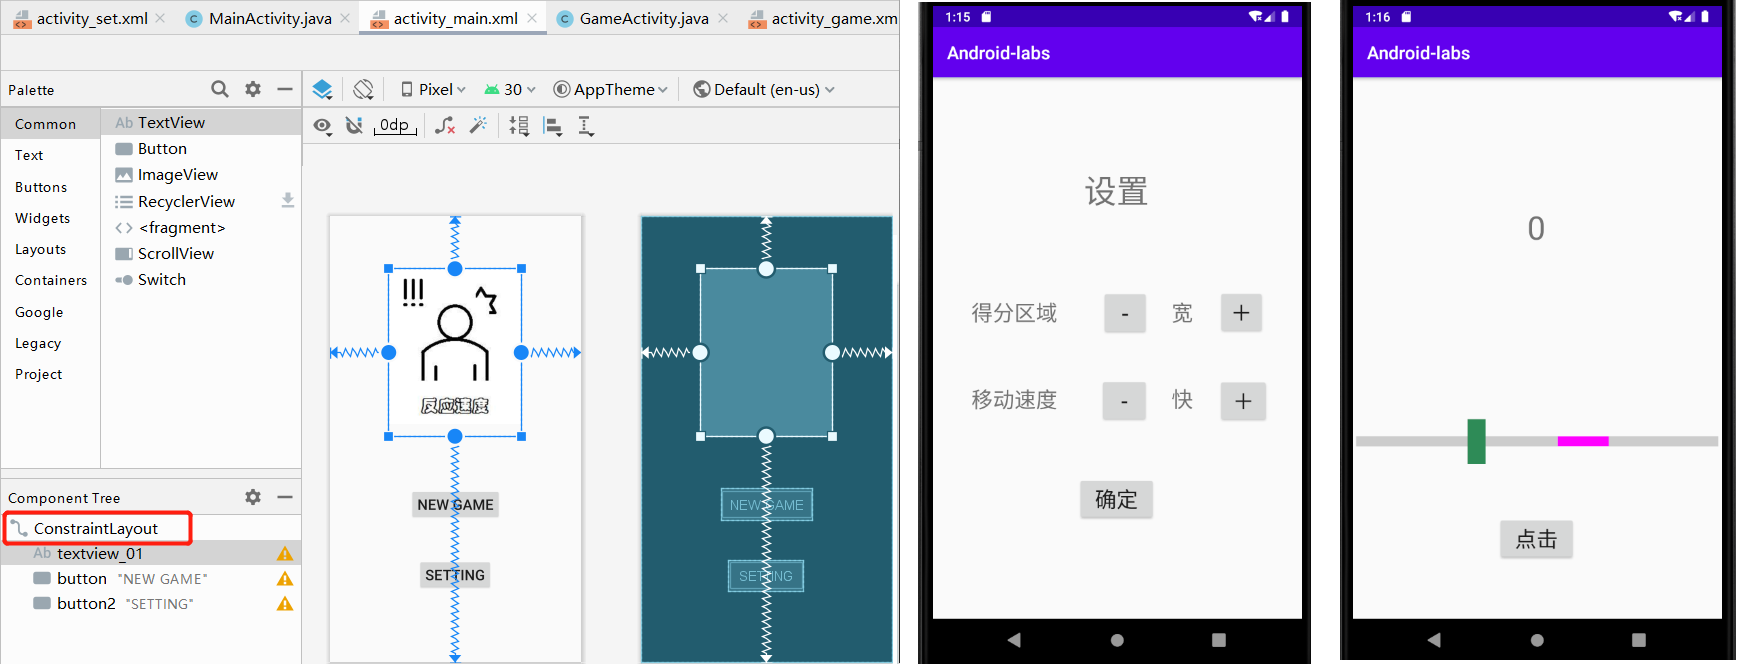 activity_set.xml
MainActivity.java
activity_main.xml
GameActivity.java
activity_game.xm
Palette
Pixel
30
AppTheme
Default (en-us)
0dp
Common
Text
Buttons
Widgets
Layouts
Containers
Google
Legacy
Project
Ab TextView
Button
ImageView
RecyclerView
<fragment>
ScrollView
Switch
Component Tree
ConstraintLayout
Ab textview_01
button "NEW GAME"
button2 "SETTING"
!!!
反应速度
NEW GAME
SETTING
NEW GAME
SETTING
1:15
Android-labs
设置
得分区域 - 宽 +
移动速度 - 快 +
确定
1:16
Android-labs
0
点击